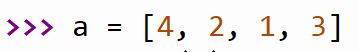 >>> a = [4, 2, 1, 3]